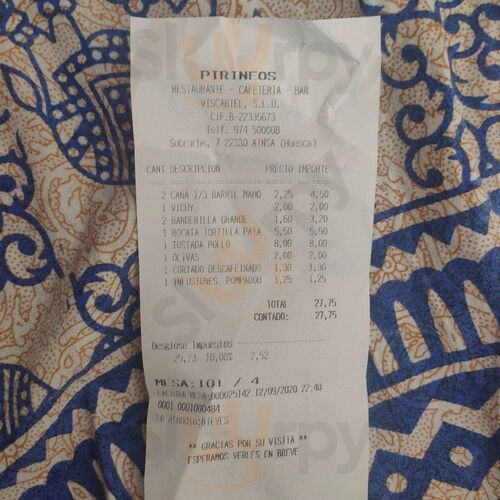 PIRINEOS
RESTAURANTE - CAFETERIA - BAR
VISCABIEL, S.L.U.
CIF.B-22335673
Telf. 974 500008
Sobrarbe, 7 22330 AINSA (Huesca)
CANT DESCRIPCION PRECIO IMPORTE
2 CAÑA 1/3 BARRIL MAHO 2,25 4,50
1 VICHY 2,00 2,00
2 BANDERILLA GRANDE 1,60 3,20
1 BOCATA TORTILLA PATA 5,50 5,50
1 TOSTADA POLLO 8,00 8,00
1 OLIVAS 2,00 2,00
1 CORTADO DESCAFEINADO 1,30 1,30
1 INFUSIONES POMPADOU 1,25 1,25
TOTAL 27,75
CONTADO: 27,75
Desglose Impuestos
25,23 10,00% 2,52
MESA:101 / 4
FACTURA MESA:b00025142 12/09/2020 22:40
0001 0001000484
Le atendio:NIEVES
** GRACIAS POR SU VISITA **
ESPERAMOS VERLES EN BREVE